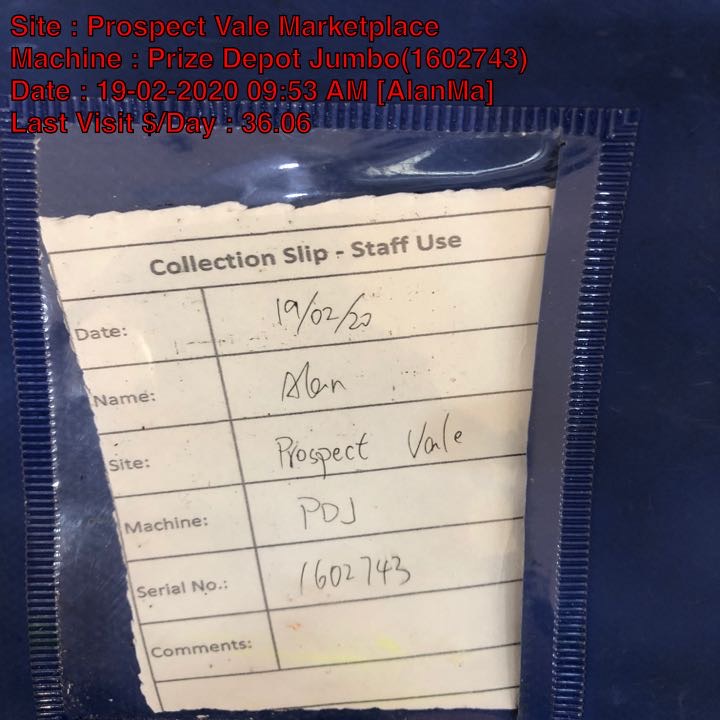 Site : Prospect Vale Marketplace
Machine : Prize Depot Jumbo(1602743)
Date : 19-02-2020 09:53 AM [AlanMa]
Last Visit $/Day : 36.06
Collection Slip - Staff Use
Date: 19/02/20
Name: Alan
Site: Prospect Vale
Machine: PDJ
Serial No.: 1602743
Comments: